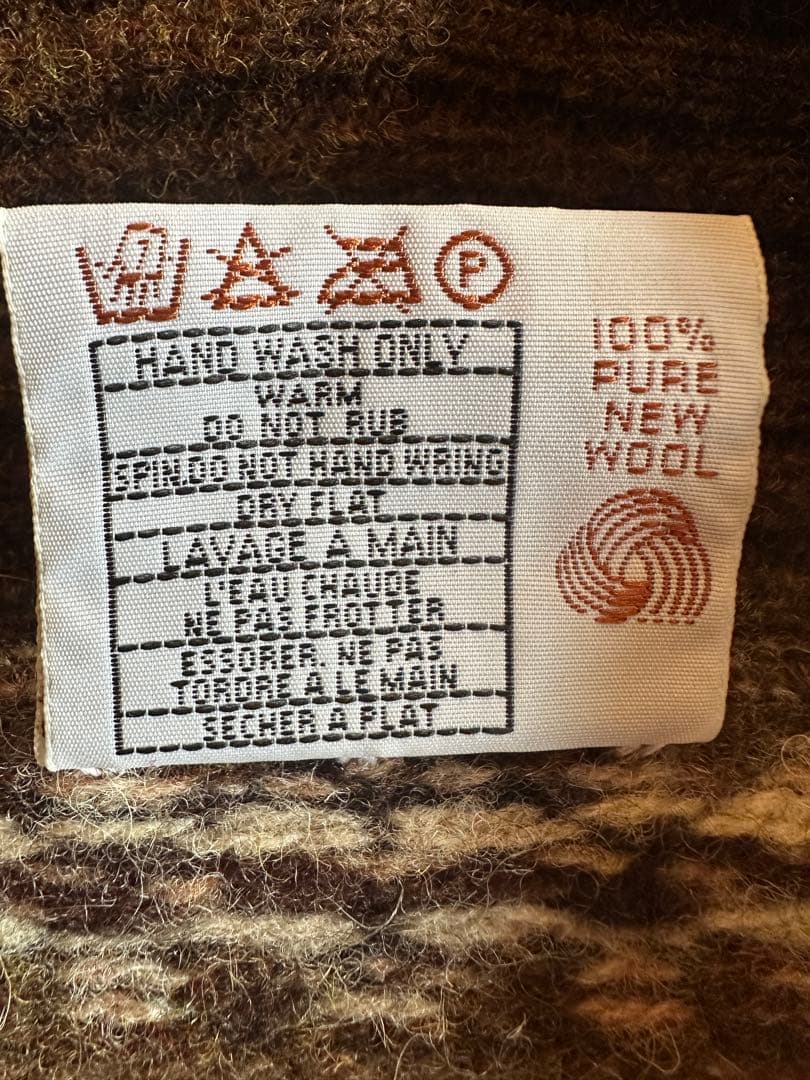 P
HAND WASH ONLY
WARM
DO NOT RUB
SPIN.DO NOT HAND WRING
DRY FLAT
LAVAGE A MAIN
L'EAU CHAUDE
NE PAS FROTTER
ESSORER. NE PAS
TORDRE A LE MAIN
SECHER A PLAT
100%
PURE
NEW
WOOL